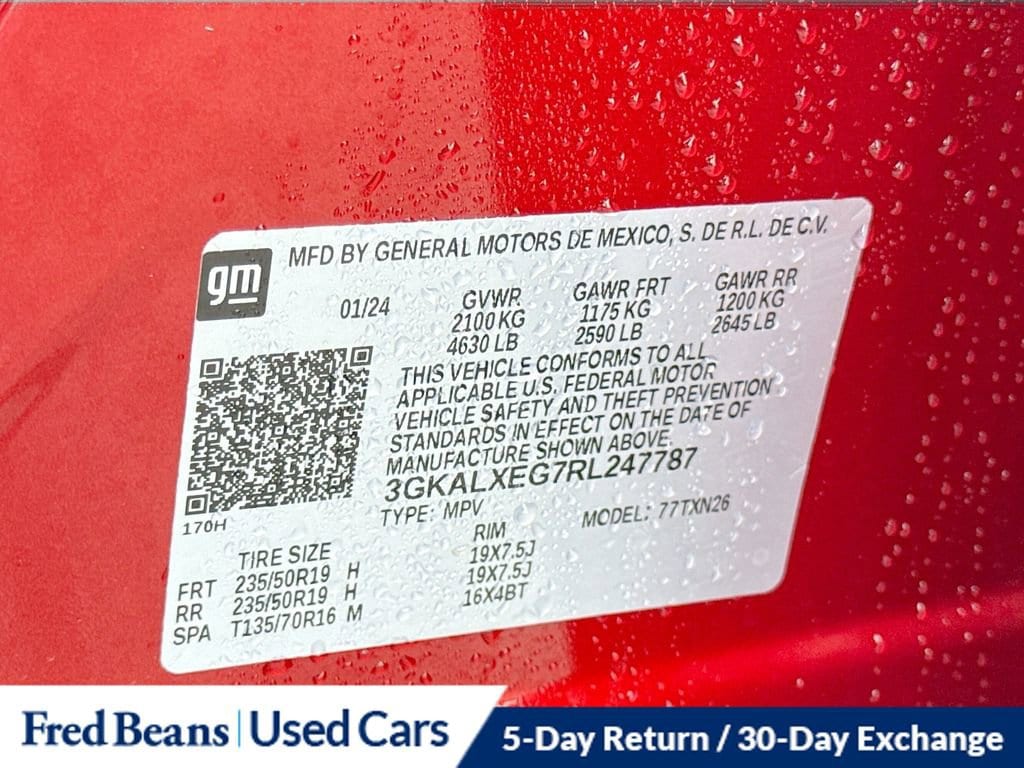 MFD BY GENERAL MOTORS DE MEXICO, S. DE R.L. DE C.V.
gm
01/24
GVWR GAWR FRT GAWR RR
2100 KG 1175 KG 1200 KG
4630 LB 2590 LB 2645 LB
THIS VEHICLE CONFORMS TO ALL
APPLICABLE U.S. FEDERAL MOTOR
VEHICLE SAFETY AND THEFT PREVENTION
STANDARDS IN EFFECT ON THE DATE OF
MANUFACTURE SHOWN ABOVE.
3GKALXEG7RL247787
170H
TYPE: MPV MODEL: 77TXN26
TIRE SIZE RIM
FRT 235/50R19 H 19X7.5J
RR 235/50R19 H 19X7.5J
SPA T135/70R16 M 16X4BT
Fred Beans | Used Cars
5-Day Return / 30-Day Exchange